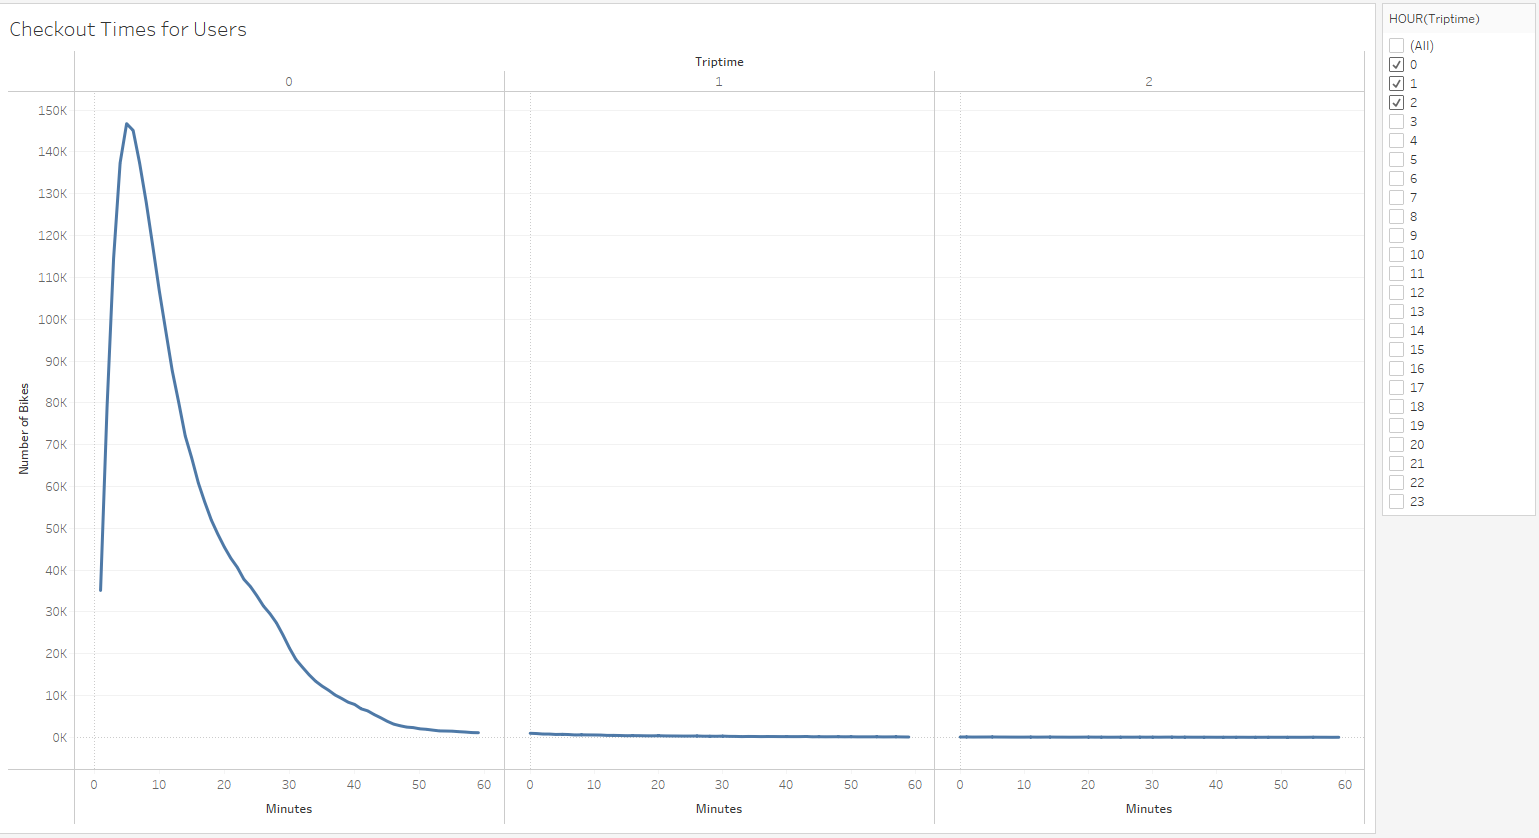 Checkout Times for Users
Triptime
0 1 2
150K
140K
130K
120K
110K
100K
90K
80K
70K
60K
50K
40K
30K
20K
10K
0K
Number of Bikes
0 10 20 30 40 50 60 0 10 20 30 40 50 60 0 10 20 30 40 50 60
Minutes Minutes Minutes
HOUR(Triptime)
(All)
0
1
2
3
4
5
6
7
8
9
10
11
12
13
14
15
16
17
18
19
20
21
22
23